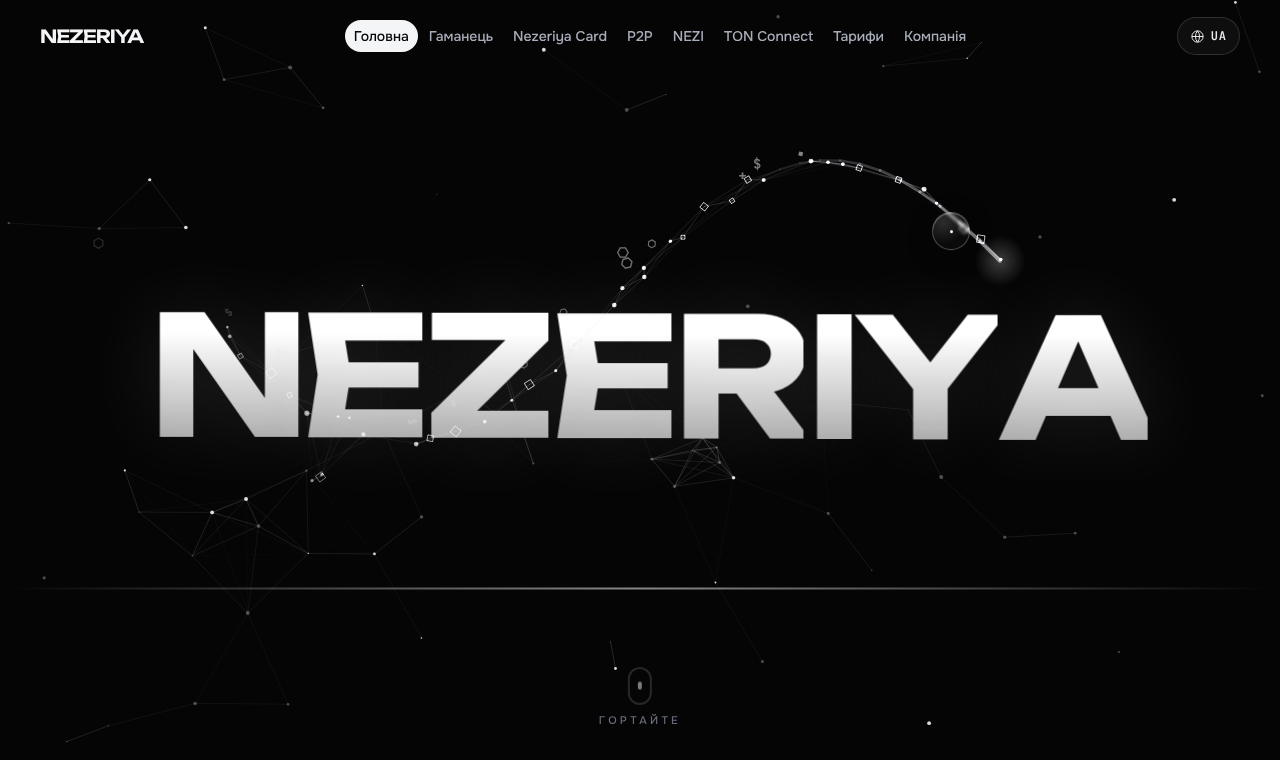 NEZERIYA
Головна Гаманець Nezeriya Card P2P NEZI TON Connect Тарифи Компанія
UA
$
NEZERIYA
ГОРТАЙТЕ